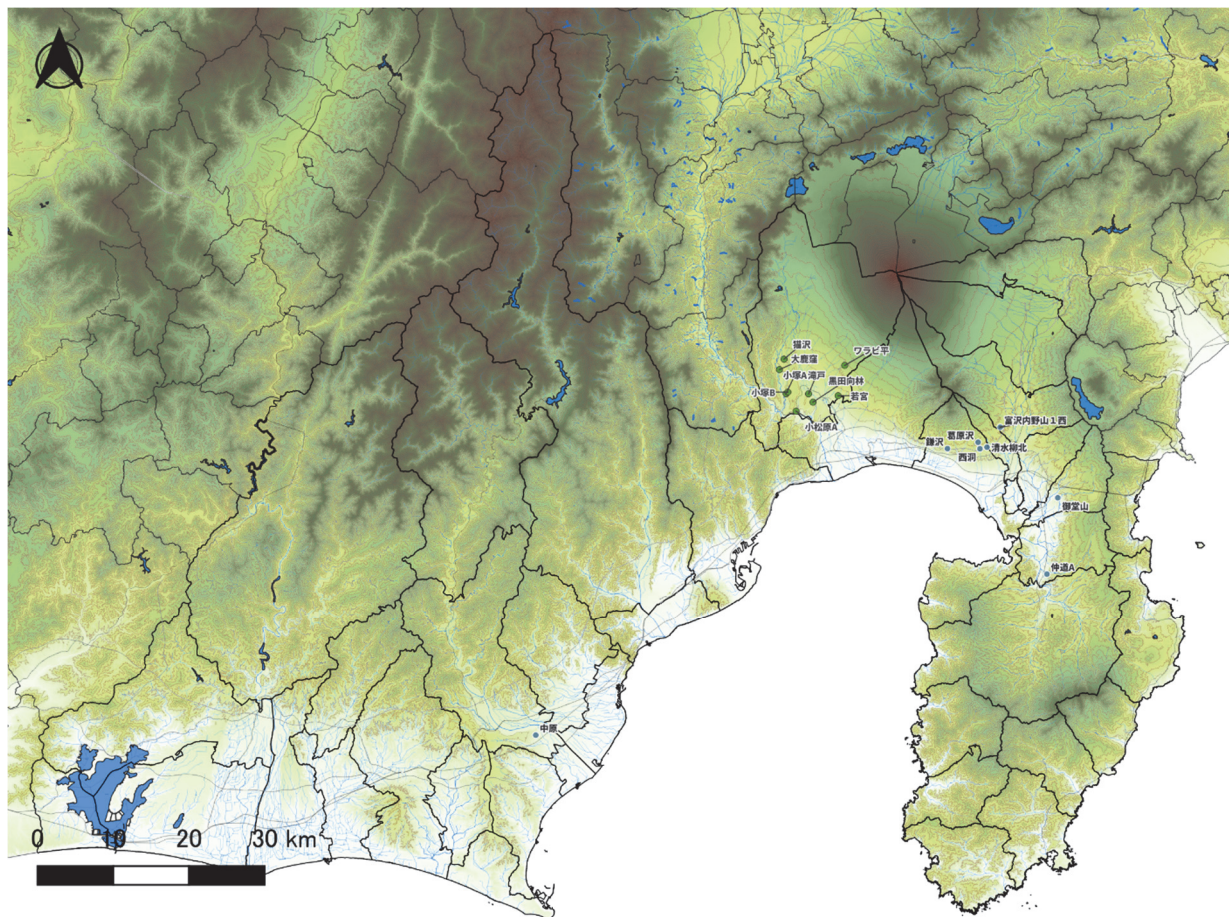 猫沢
大鹿窪
ワラビ平
小塚A
滝戸
黒田向林
小塚B
若宮
小松原A
富沢内野山1西
葛原沢
鎌沢
清水柳北
西洞
御堂山
仲道A
中原
0 10 20 30 km